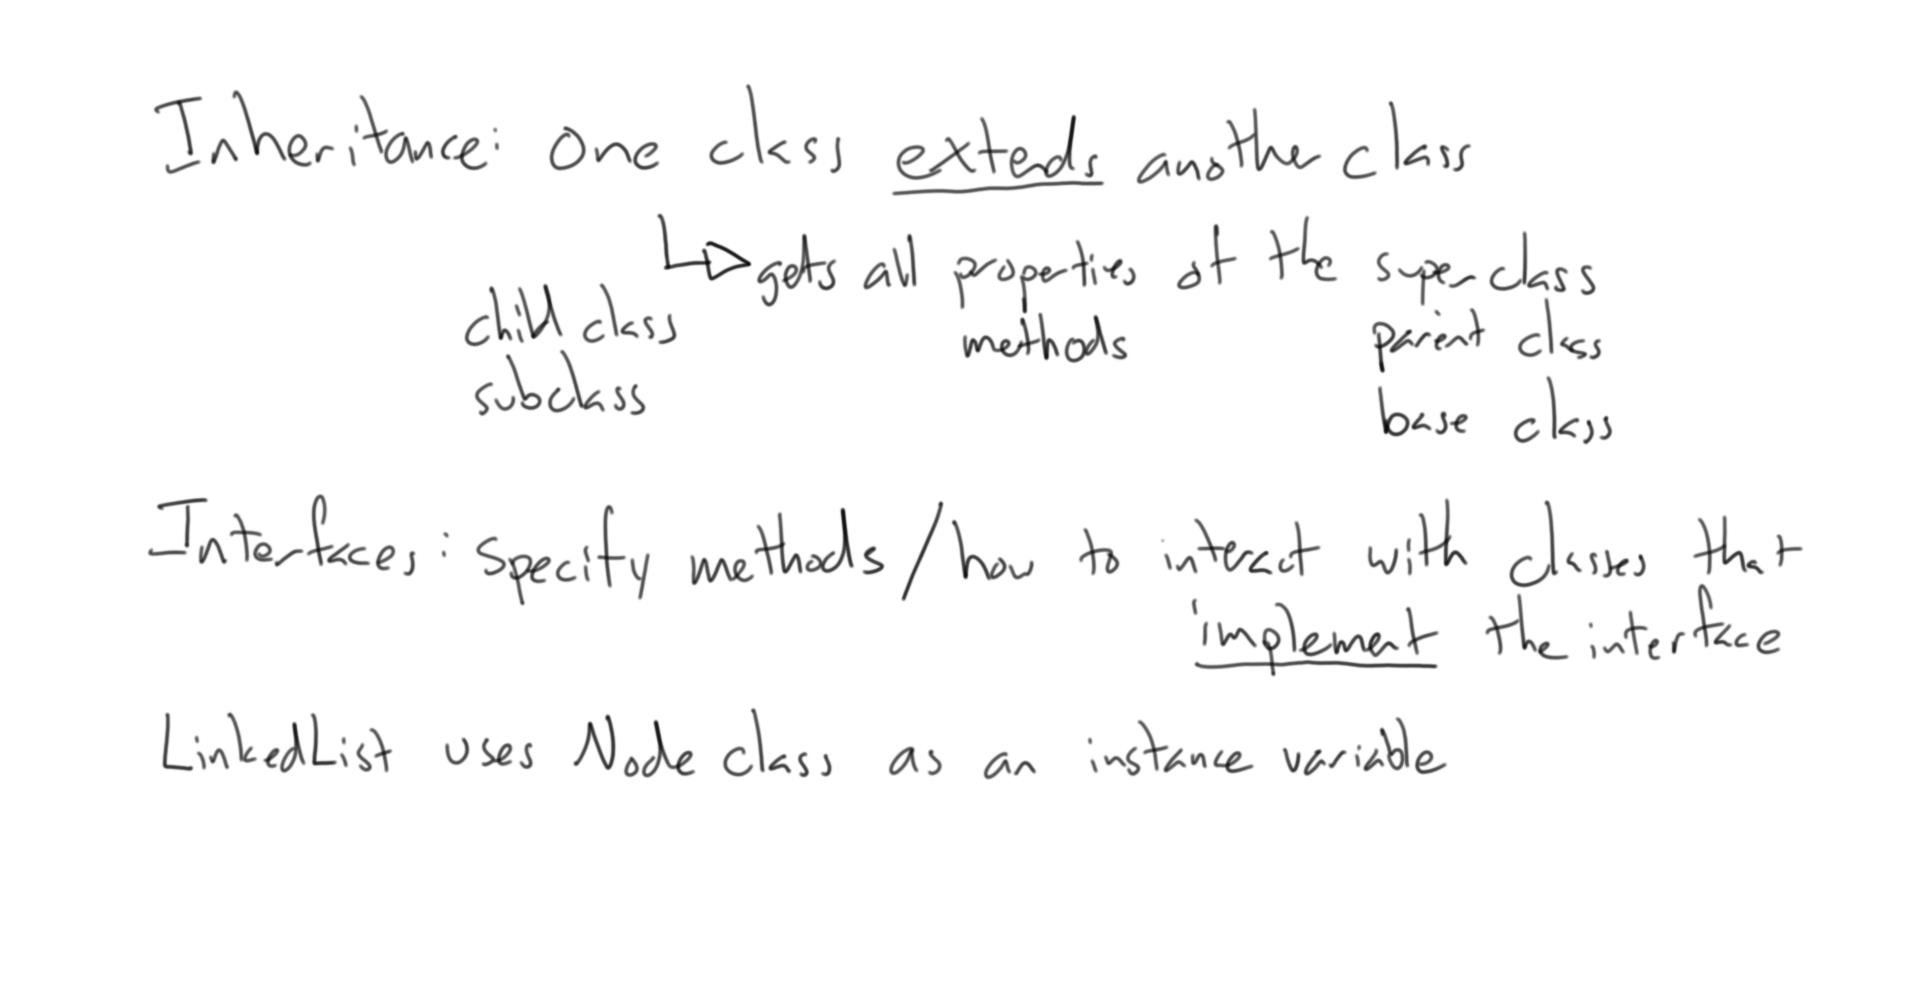 Inheritance: One class extends another class
gets all properties of the superclass
child class methods parent class
subclass base class
Interfaces: Specify methods/how to interact with classes that
implement the interface
LinkedList uses Node class as an instance variable